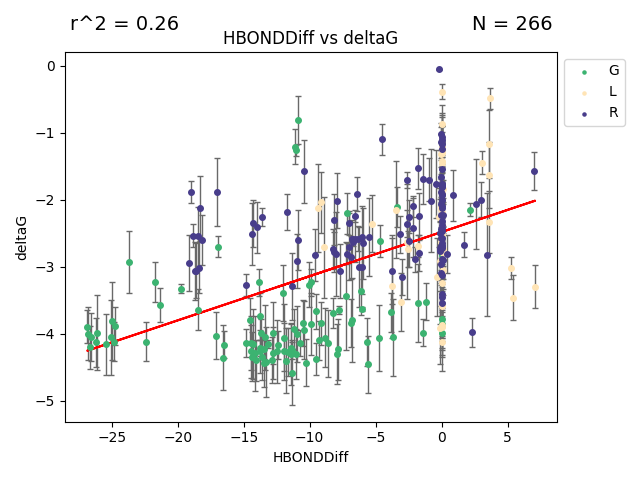 r^2 = 0.26
N = 266
HBONDDiff vs deltaG
G
L
R
deltaG
0
−1
−2
−3
−4
−5
−25
−20
−15
−10
−5
0
5
HBONDDiff